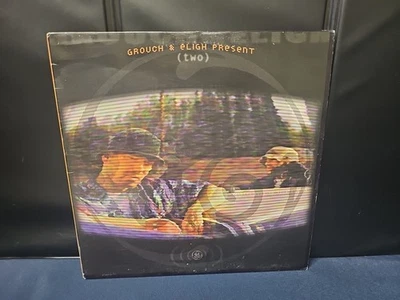 GROUCH & ELIGH PRESENT
(TWO)